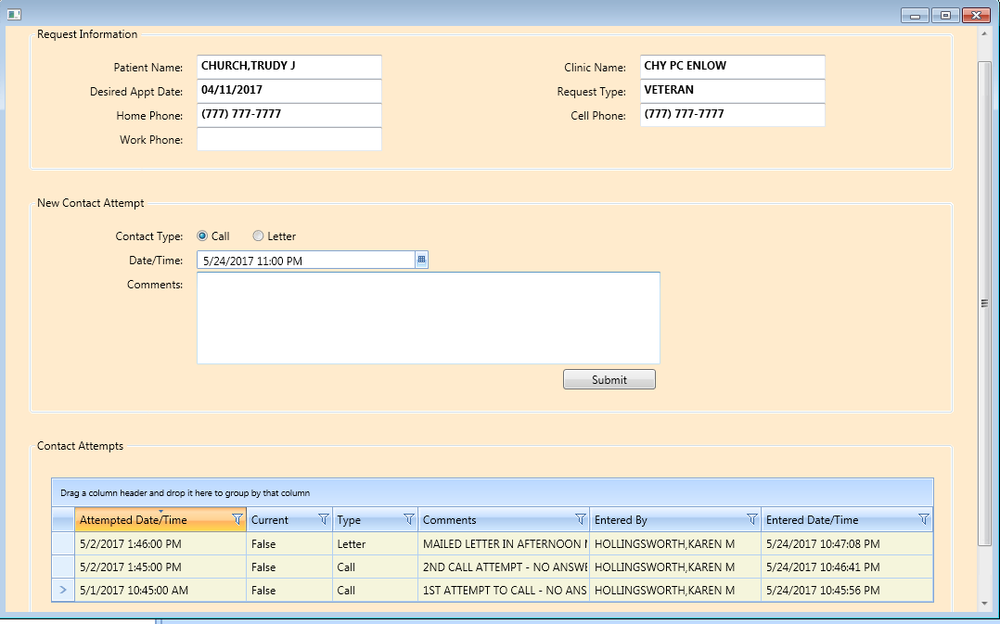 Request Information
Patient Name: CHURCH,TRUDY J Clinic Name: CHY PC ENLOW
Desired Appt Date: 04/11/2017 Request Type: VETERAN
Home Phone: (777) 777-7777 Cell Phone: (777) 777-7777
Work Phone:
New Contact Attempt
Contact Type: Call Letter
Date/Time: 5/24/2017 11:00 PM
Comments:
Submit
Contact Attempts
Drag a column header and drop it here to group by that column
Attempted Date/Time Current Type Comments Entered By Entered Date/Time
5/2/2017 1:46:00 PM False Letter MAILED LETTER IN AFTERNOON HOLLINGSWORTH,KAREN M 5/24/2017 10:47:08 PM
5/2/2017 1:45:00 PM False Call 2ND CALL ATTEMPT - NO ANSWE HOLLINGSWORTH,KAREN M 5/24/2017 10:46:41 PM
5/1/2017 10:45:00 AM False Call 1ST ATTEMPT TO CALL - NO ANS HOLLINGSWORTH,KAREN M 5/24/2017 10:45:56 PM